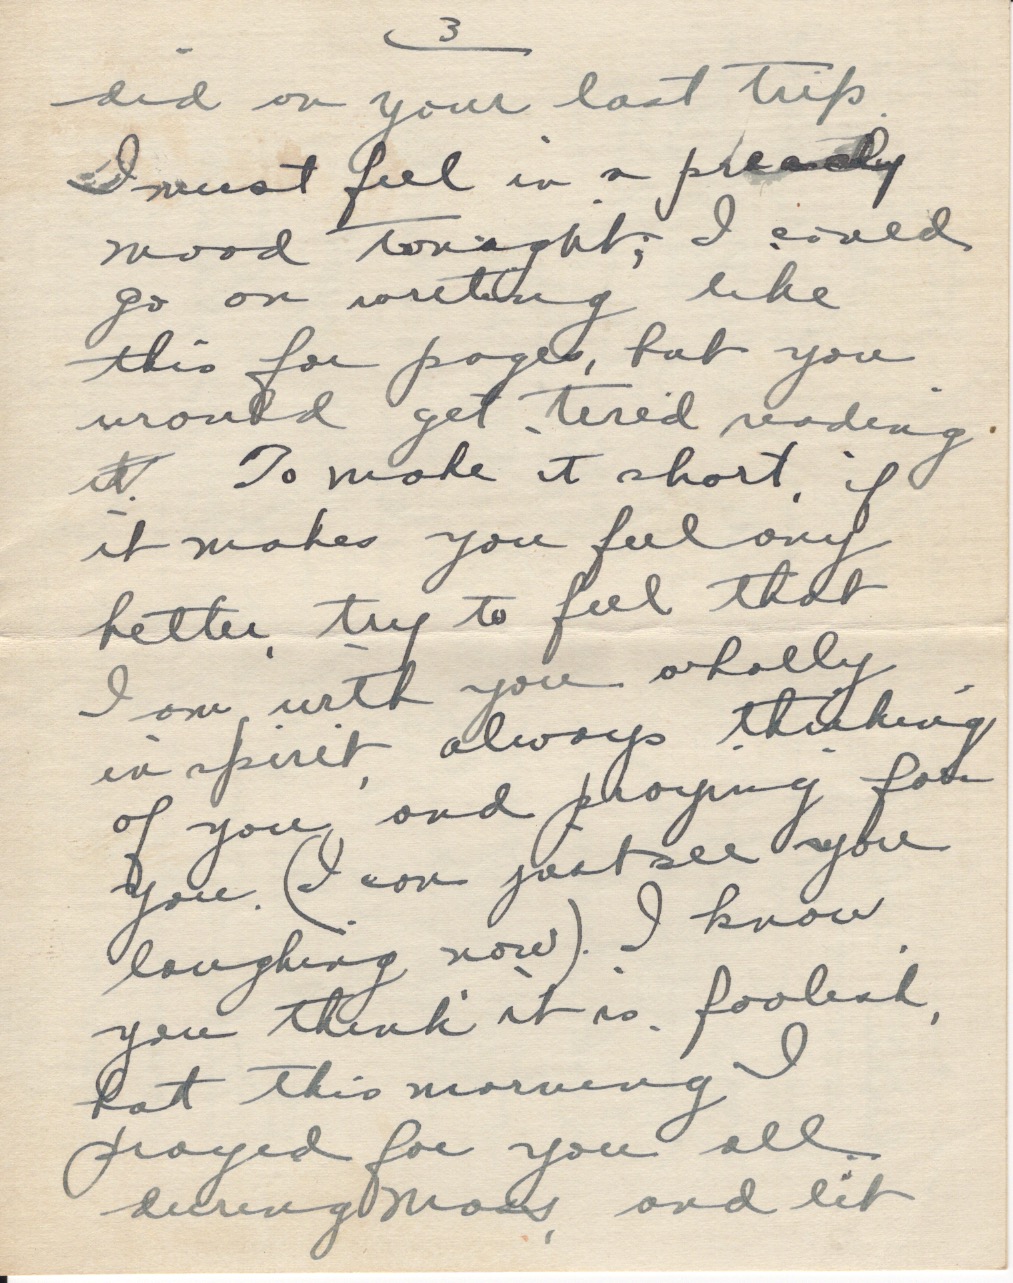 3
did on your last trip.
I must feel in a preachy
mood tonight; I could
go on writing like
this for pages, but you
would get tired reading
it. To make it short, if
it makes you feel any
better, try to feel that
I am with you wholly
in spirit, always thinking
of you, and praying for
you. (I can just see you
laughing now). I know
you think it is foolish,
but this morning I
prayed for you all
during Mass, and lit